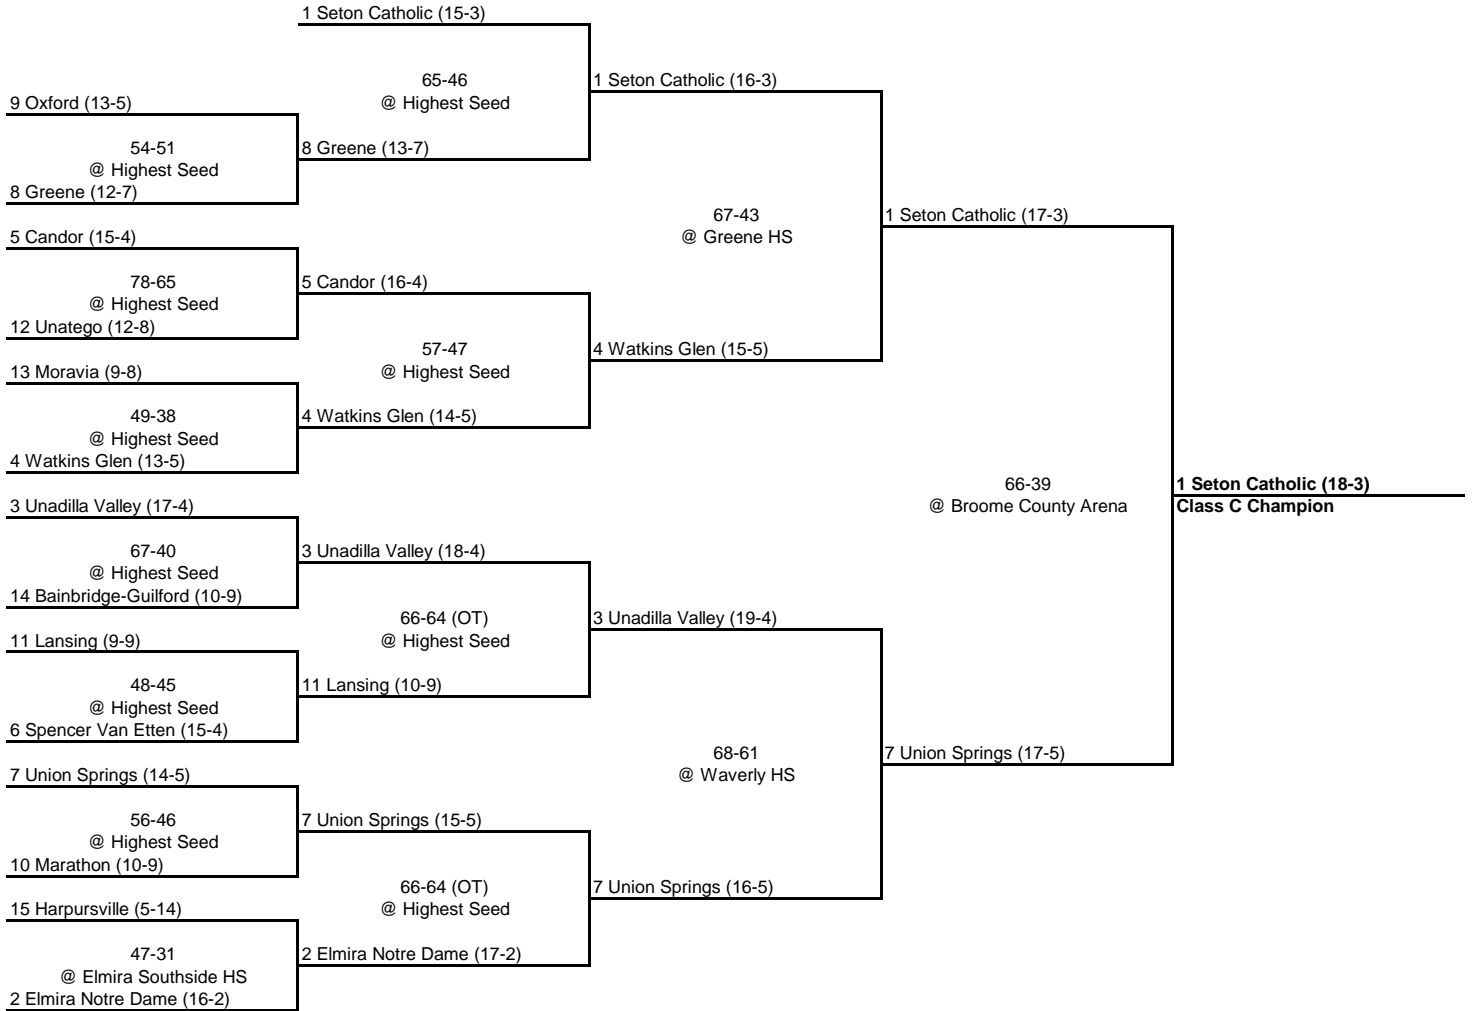 1 Seton Catholic (15-3)
65-46
@ Highest Seed
1 Seton Catholic (16-3)
9 Oxford (13-5)
54-51
@ Highest Seed
8 Greene (13-7)
8 Greene (12-7)
67-43
@ Greene HS
1 Seton Catholic (17-3)
5 Candor (15-4)
78-65
@ Highest Seed
5 Candor (16-4)
12 Unatego (12-8)
57-47
@ Highest Seed
4 Watkins Glen (15-5)
13 Moravia (9-8)
49-38
@ Highest Seed
4 Watkins Glen (14-5)
4 Watkins Glen (13-5)
66-39
@ Broome County Arena
1 Seton Catholic (18-3)
Class C Champion
3 Unadilla Valley (17-4)
67-40
@ Highest Seed
3 Unadilla Valley (18-4)
14 Bainbridge-Guilford (10-9)
66-64 (OT)
@ Highest Seed
3 Unadilla Valley (19-4)
11 Lansing (9-9)
48-45
@ Highest Seed
11 Lansing (10-9)
6 Spencer Van Etten (15-4)
68-61
@ Waverly HS
7 Union Springs (17-5)
7 Union Springs (14-5)
56-46
@ Highest Seed
7 Union Springs (15-5)
10 Marathon (10-9)
66-64 (OT)
@ Highest Seed
7 Union Springs (16-5)
15 Harpursville (5-14)
47-31
@ Elmira Southside HS
2 Elmira Notre Dame (17-2)
2 Elmira Notre Dame (16-2)